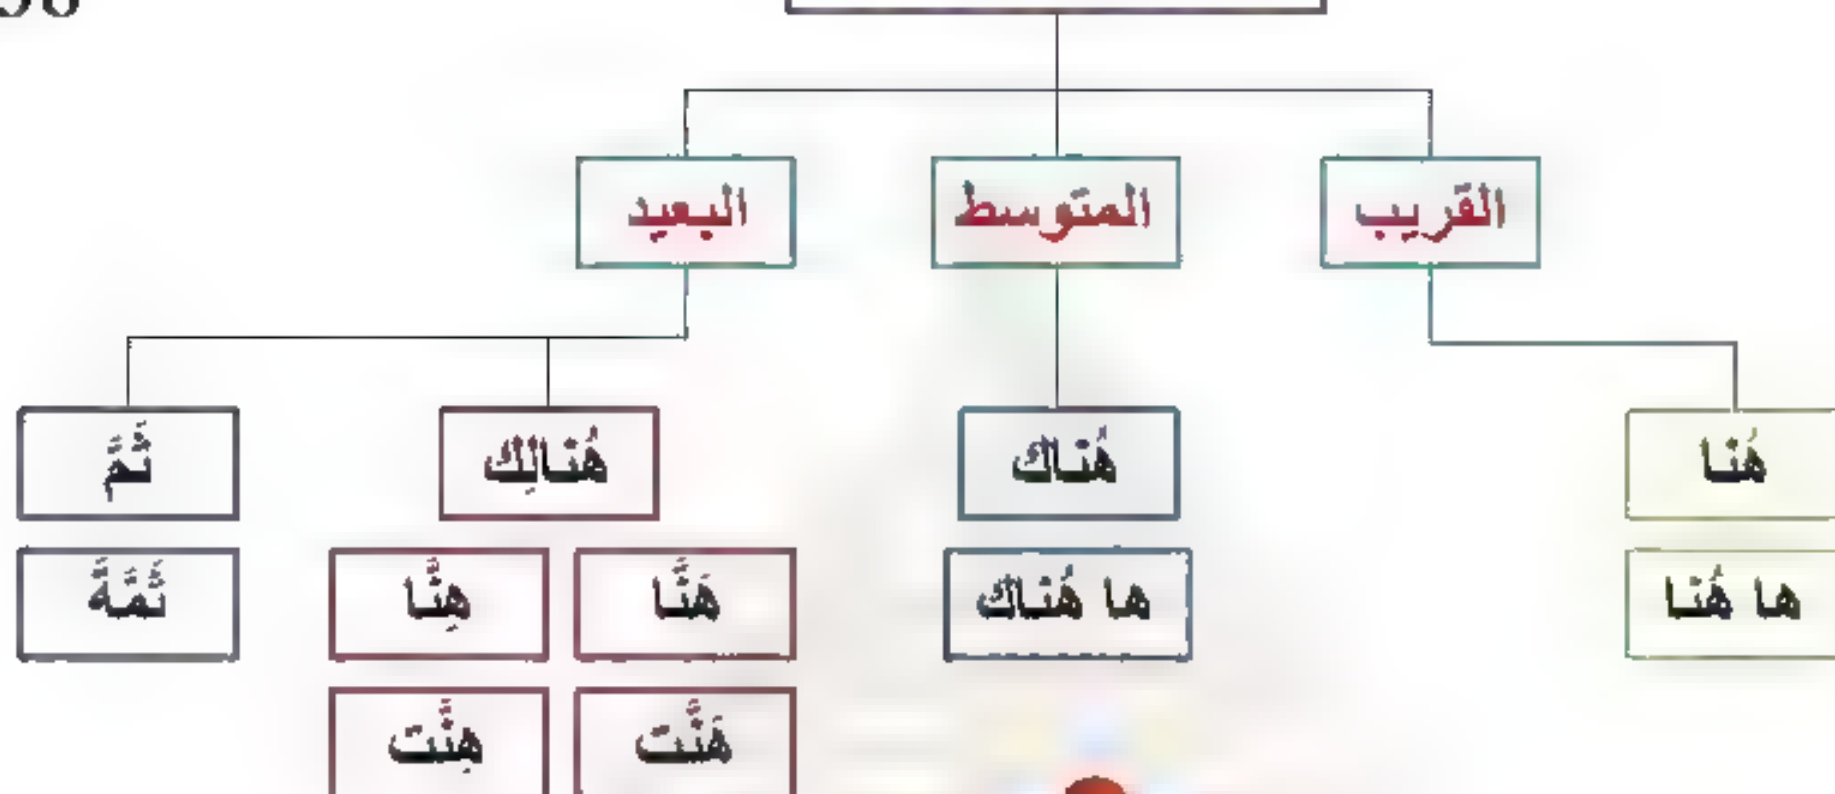 القريب المتوسط البعيد
هُنا هُناك هُنالِك ثَمَّ
ها هُنا ها هُناك هَنَّا هِنَّا ثَمَّةَ
هَنَّت هِنَّت